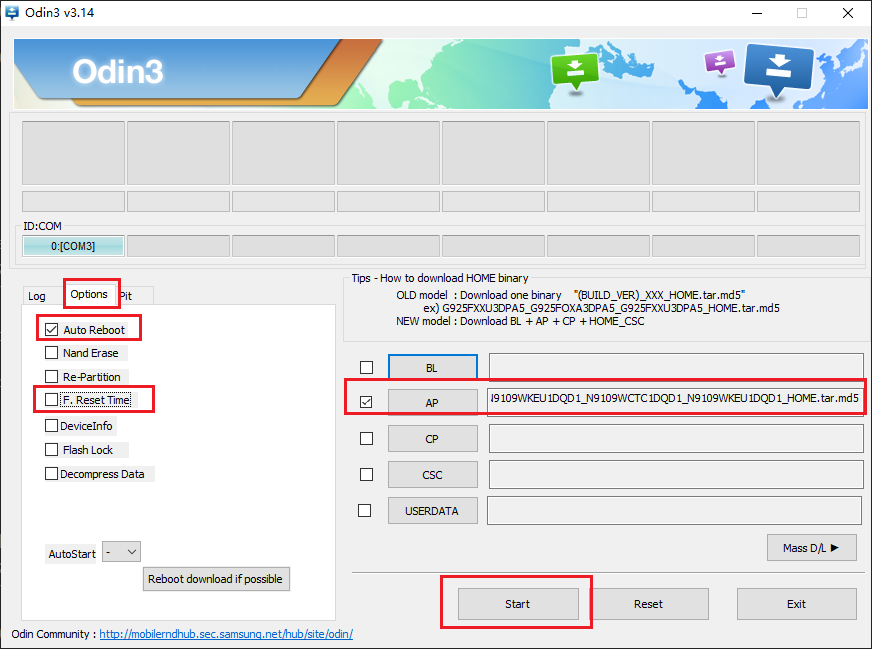 Odin3 v3.14
Odin3
ID:COM
0:[COM3]
Log
Options
Pit
Auto Reboot
Nand Erase
Re-Partition
F. Reset Time
DeviceInfo
Flash Lock
Decompress Data
AutoStart -
Reboot download if possible
Tips - How to download HOME binary
OLD model : Download one binary "(BUILD_VER)_XXX_HOME.tar.md5"
ex) G925FXXU3DPA5_G925FOXA3DPA5_G925FXXU3DPA5_HOME.tar.md5
NEW model : Download BL + AP + CP + HOME_CSC
BL
AP
9109WKEU1DQD1_N9109WCTC1DQD1_N9109WKEU1DQD1_HOME.tar.md5
CP
CSC
USERDATA
Mass D/L ►
Start
Reset
Exit
Odin Community : http://mobilerndhub.sec.samsung.net/hub/site/odin/